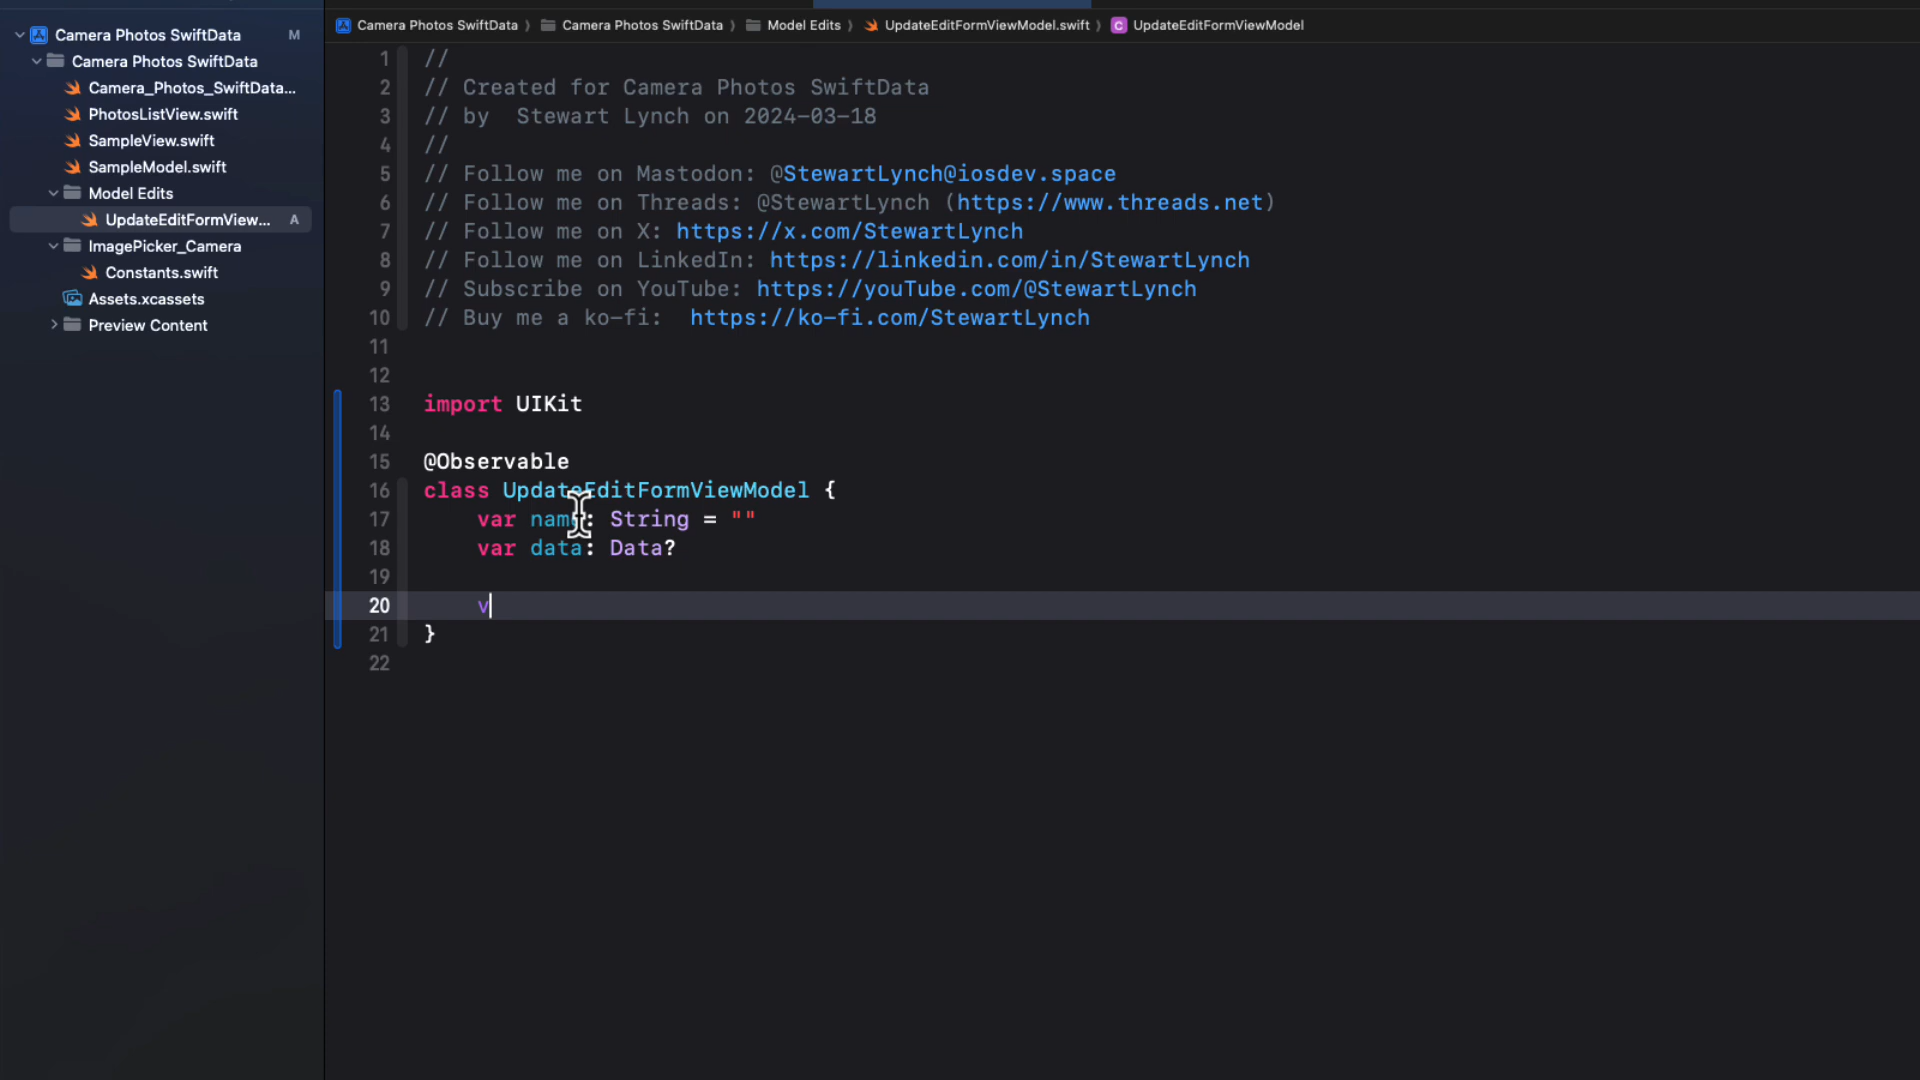 Camera Photos SwiftData M
Camera Photos SwiftData
Camera_Photos_SwiftData...
PhotosListView.swift
SampleView.swift
SampleModel.swift
Model Edits
UpdateEditFormView... A
ImagePicker_Camera
Constants.swift
Assets.xcassets
Preview Content
Camera Photos SwiftData › Camera Photos SwiftData › Model Edits › UpdateEditFormViewModel.swift › C UpdateEditFormViewModel
1 //
2 // Created for Camera Photos SwiftData
3 // by  Stewart Lynch on 2024-03-18
4 //
5 // Follow me on Mastodon: @StewartLynch@iosdev.space
6 // Follow me on Threads: @StewartLynch (https://www.threads.net)
7 // Follow me on X: https://x.com/StewartLynch
8 // Follow me on LinkedIn: https://linkedin.com/in/StewartLynch
9 // Subscribe on YouTube: https://youTube.com/@StewartLynch
10 // Buy me a ko-fi:  https://ko-fi.com/StewartLynch
11
12
13 import UIKit
14
15 @Observable
16 class UpdateEditFormViewModel {
17 var name: String = ""
18 var data: Data?
19
20 v
21 }
22